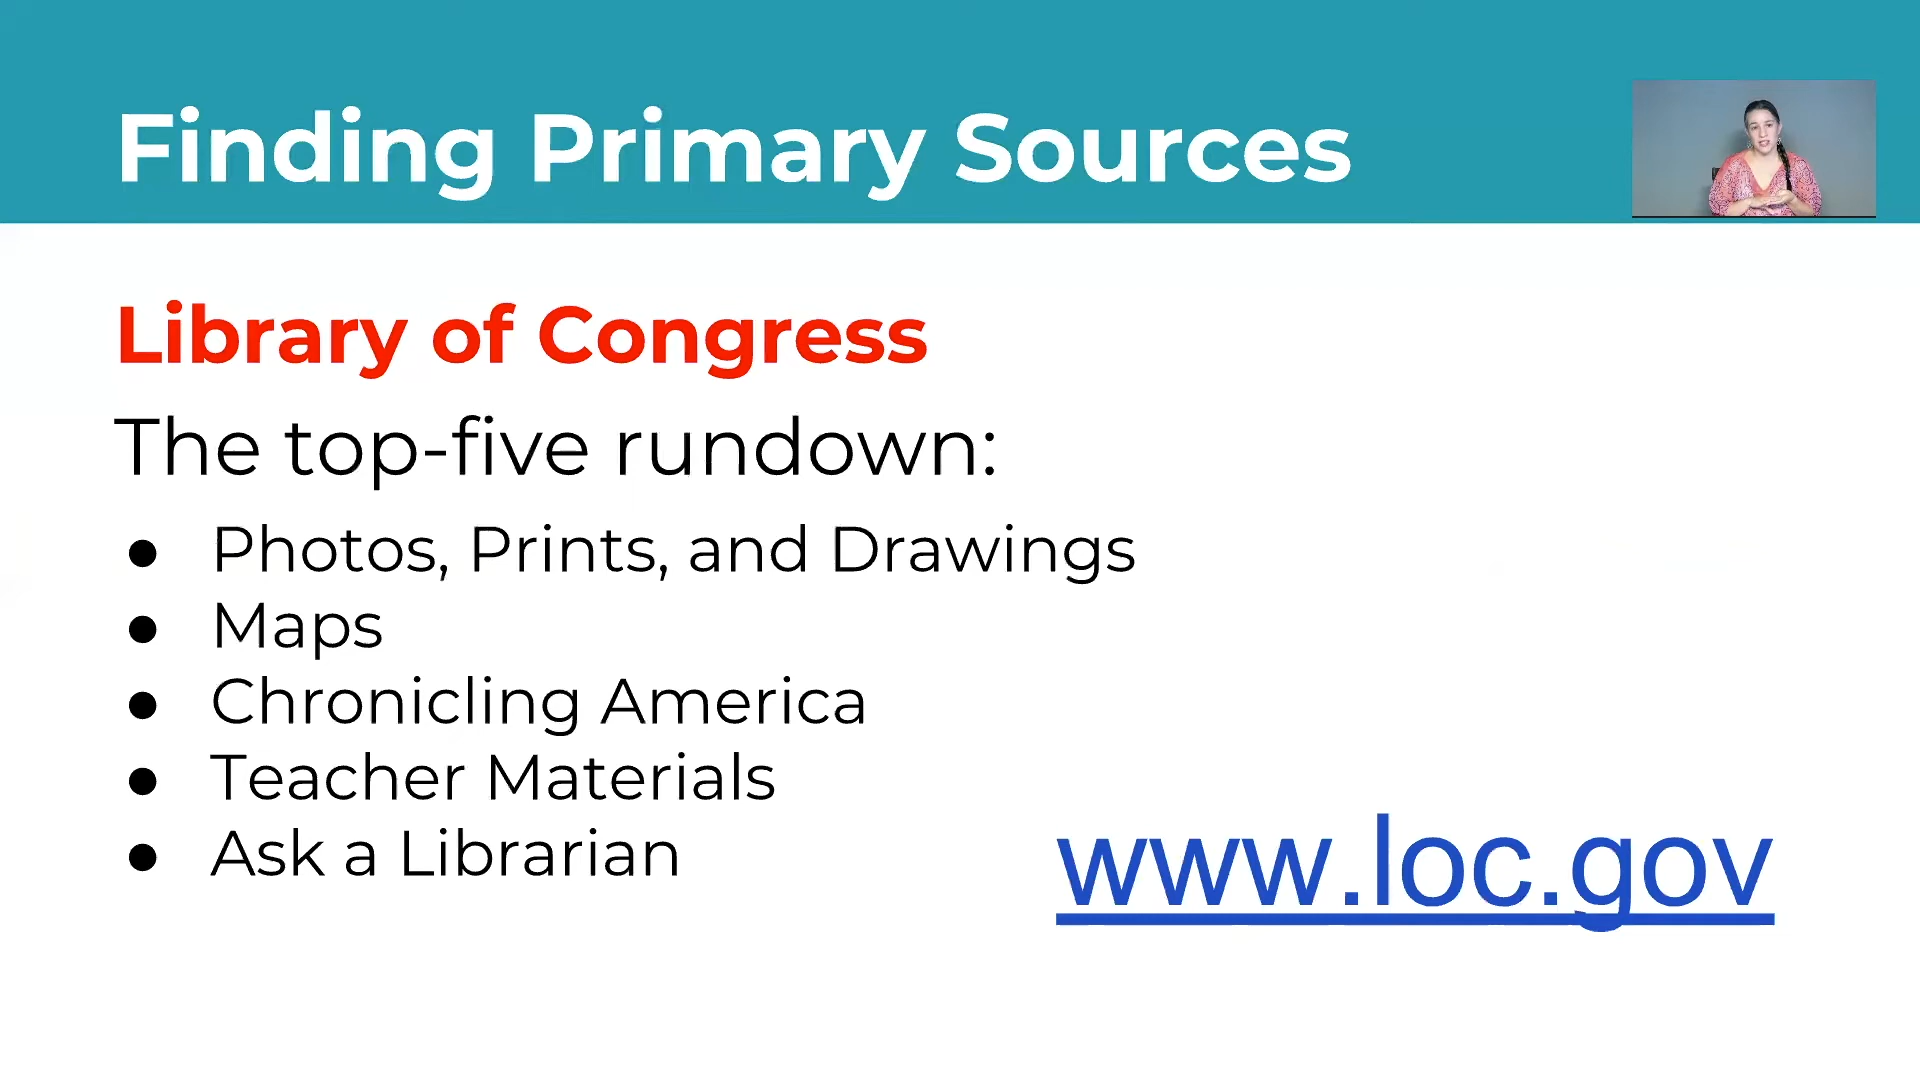 Finding Primary Sources
Library of Congress
The top-five rundown:
● Photos, Prints, and Drawings
● Maps
● Chronicling America
● Teacher Materials
● Ask a Librarian
www.loc.gov